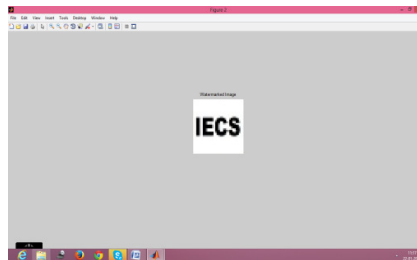 Figure 2
File Edit View Insert Tools Desktop Window Help
Watermarked Image
IECS